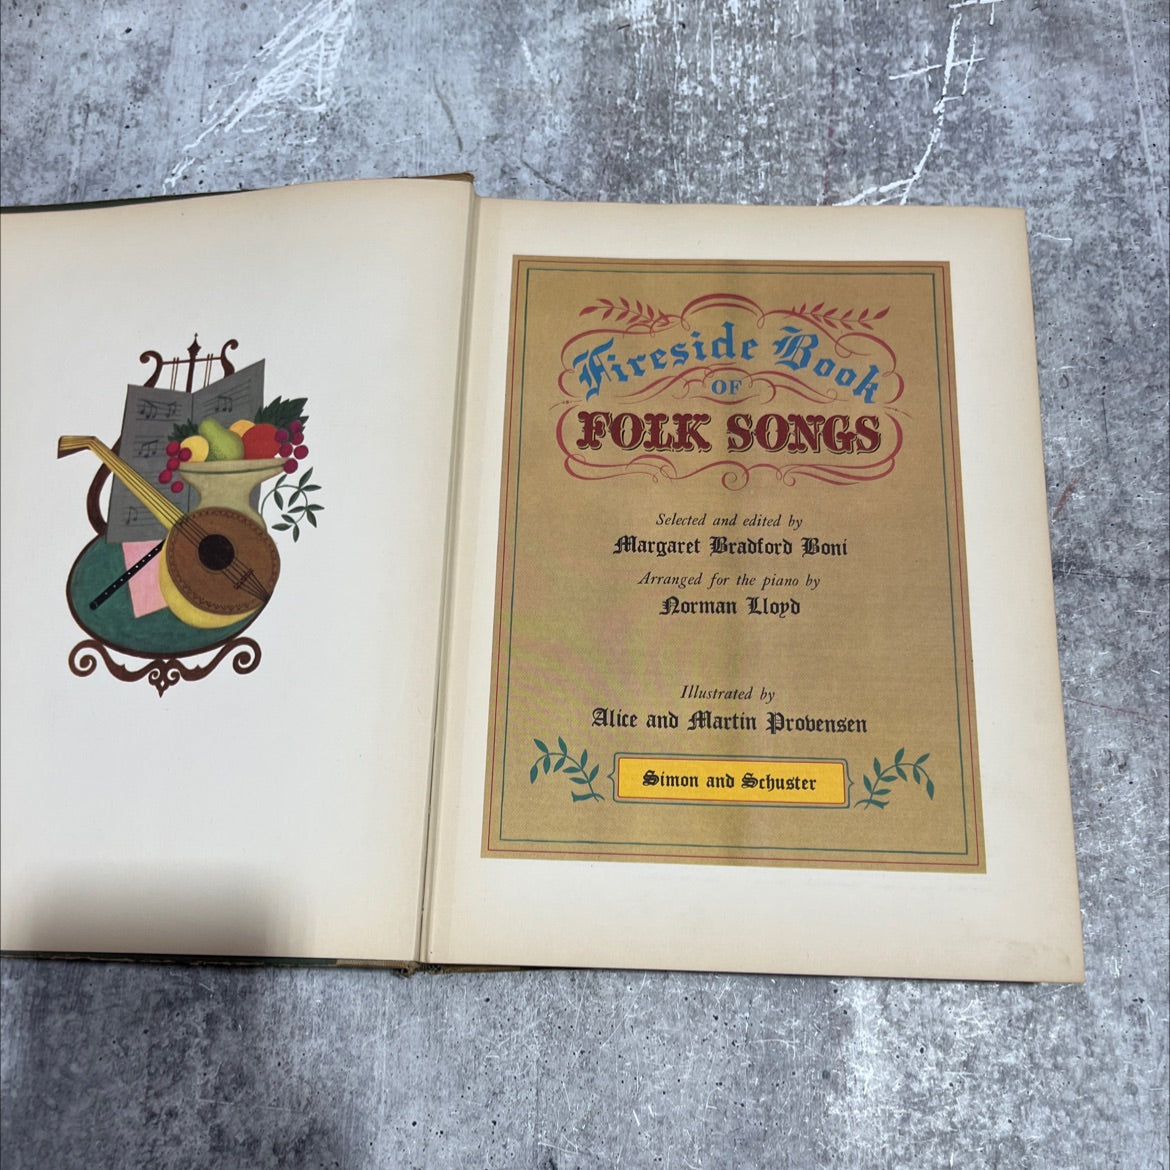 Fireside Book
OF
FOLK SONGS
Selected and edited by
Margaret Bradford Boni
Arranged for the piano by
Norman Lloyd
Illustrated by
Alice and Martin Provensen
Simon and Schuster